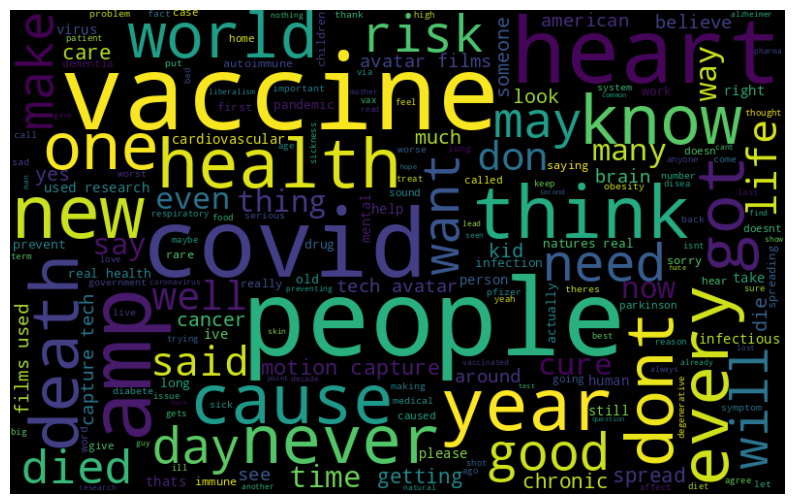 problem fact case
virus
care
make
world
risk
thank high nothing
american
alzheimer
believe
patient dementia home put
autoimmune
children
avatar films
someone
heart
via system pharma
common
vaccine
liberalism important bad
mother
vax
read
feel
look
way
work right
give
first pandemic
call
sad
worst
yes
one
cardiovascular
health
sickness
age
much
worse
hope
treat
lung
may
know
don
many
saying
anyone
cant
doesn
come
thought
life
man
used research
even
thing
sound
help
mental
want
called
brain
number
disea
keep
obesity
second
back
last
find
new
respiratory food serious
maybe
drug
think
natures real
doesnt
isnt
show
prevent
term
say
rare
love
covid
kid
lead
seen
infection
theres
hate
hear
sorry
take
sure
got
spreading
real health
government coronavirus
really
old
preventing
tech avatar
person
pfizer
yeah
need
actually
now
parkinson
die
death
films used
capture tech
amp
live
well
cancer
ive
skin
people
best
reason
already
infectious
trying
said
motion capture
vaccinated
around
cure
going human
always
lost
diabete
long
issue
point decade
making
medical
caused
test
still
question
dont
every
degenerative
symptom
will
big
word
gets
sick
cause
year
give
guy
thats
day
never
please
good
chronic
spread
diet
agree
let
died
research
ill
immune
another
see
time
getting
shot
ago
natural
affect